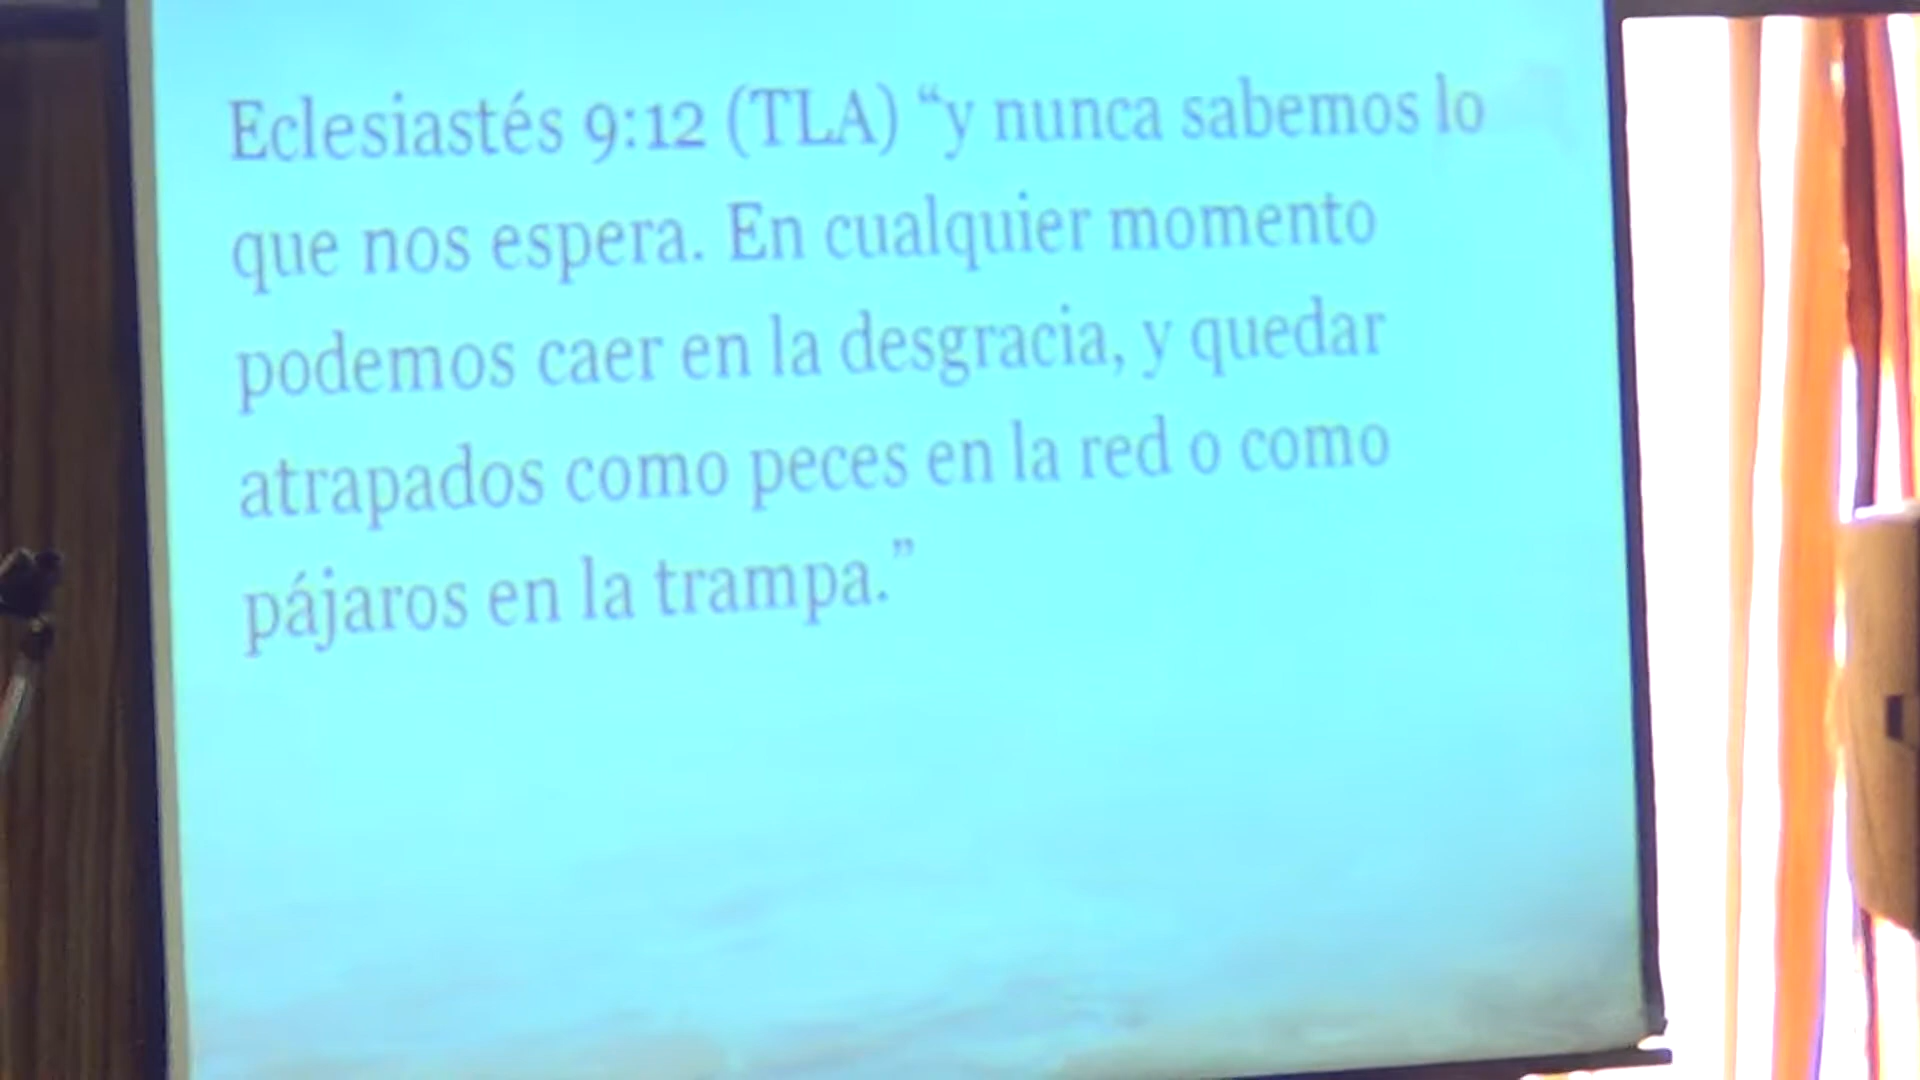 Eclesiastés 9:12 (TLA) “y nunca sabemos lo
que nos espera. En cualquier momento
podemos caer en la desgracia, y quedar
atrapados como peces en la red o como
pájaros en la trampa.”